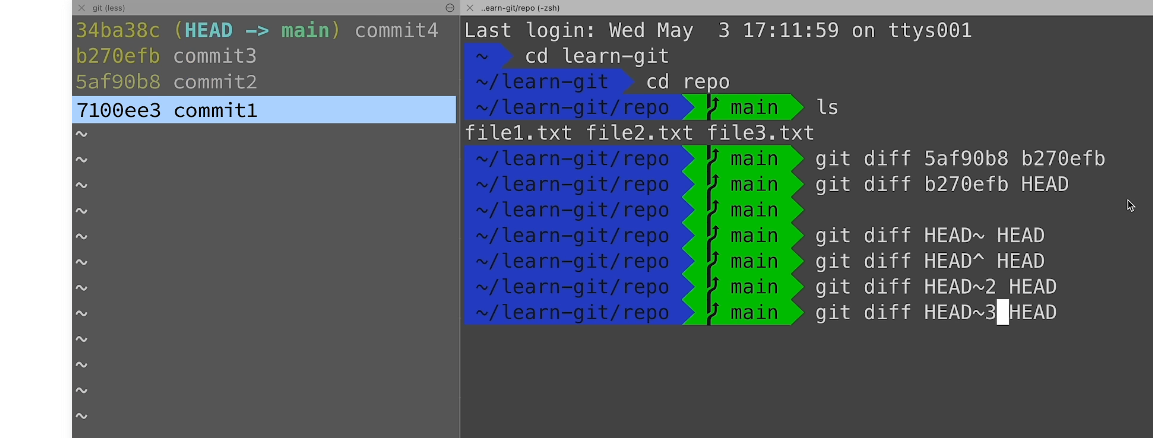 git (less)
34ba38c (HEAD -> main) commit4
b270efb commit3
5af90b8 commit2
7100ee3 commit1
~
~
~
~
~
~
~
~
~
~
~
~
..earn-git/repo (-zsh)
Last login: Wed May  3 17:11:59 on ttys001
~ cd learn-git
~/learn-git cd repo
~/learn-git/repo main ls
file1.txt file2.txt file3.txt
~/learn-git/repo main git diff 5af90b8 b270efb
~/learn-git/repo main git diff b270efb HEAD
~/learn-git/repo main
~/learn-git/repo main git diff HEAD~ HEAD
~/learn-git/repo main git diff HEAD^ HEAD
~/learn-git/repo main git diff HEAD~2 HEAD
~/learn-git/repo main git diff HEAD~3 HEAD